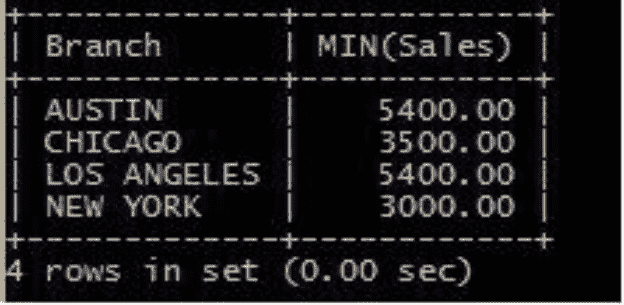 +--------------+------------+
| Branch | MIN(Sales) |
+--------------+------------+
| AUSTIN | 5400.00 |
| CHICAGO | 3500.00 |
| LOS ANGELES | 5400.00 |
| NEW YORK | 3000.00 |
+--------------+------------+
4 rows in set (0.00 sec)